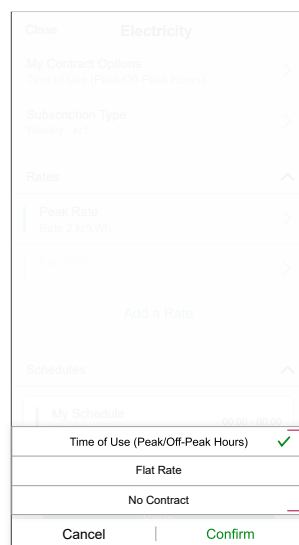 Close
Electricity
My Contract Options
Time of Use (Peak/Off-Peak Hours)
Subscription Type
Rates
Peak Rate
Add a Rate
Schedules
My Schedule
Time of Use (Peak/Off-Peak Hours)
Flat Rate
No Contract
Cancel
Confirm